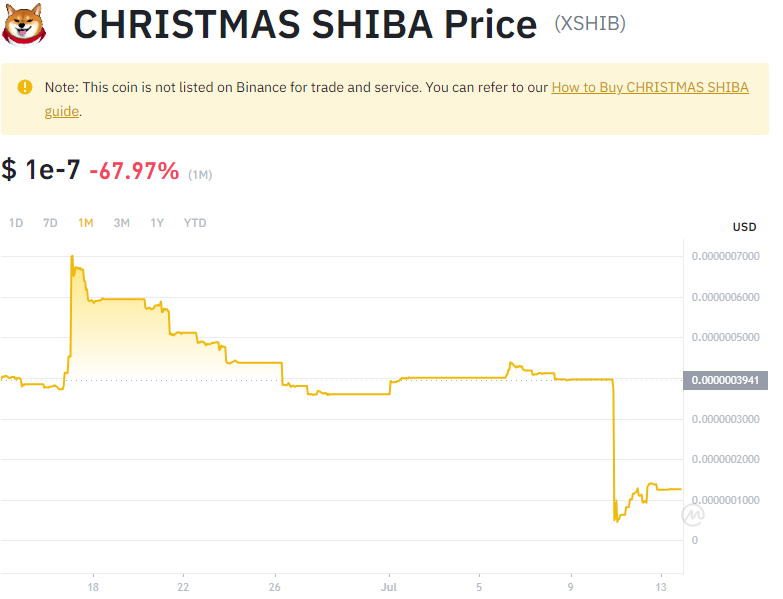 CHRISTMAS SHIBA Price (XSHIB)
Note: This coin is not listed on Binance for trade and service. You can refer to our How to Buy CHRISTMAS SHIBA
guide.
$ 1e-7 -67.97% (1M)
1D 7D 1M 3M 1Y YTD
USD
0.0000007000
0.0000006000
0.0000005000
0.0000003941
0.0000003000
0.0000002000
0.0000001000
0
18 22 26 Jul 5 9 13